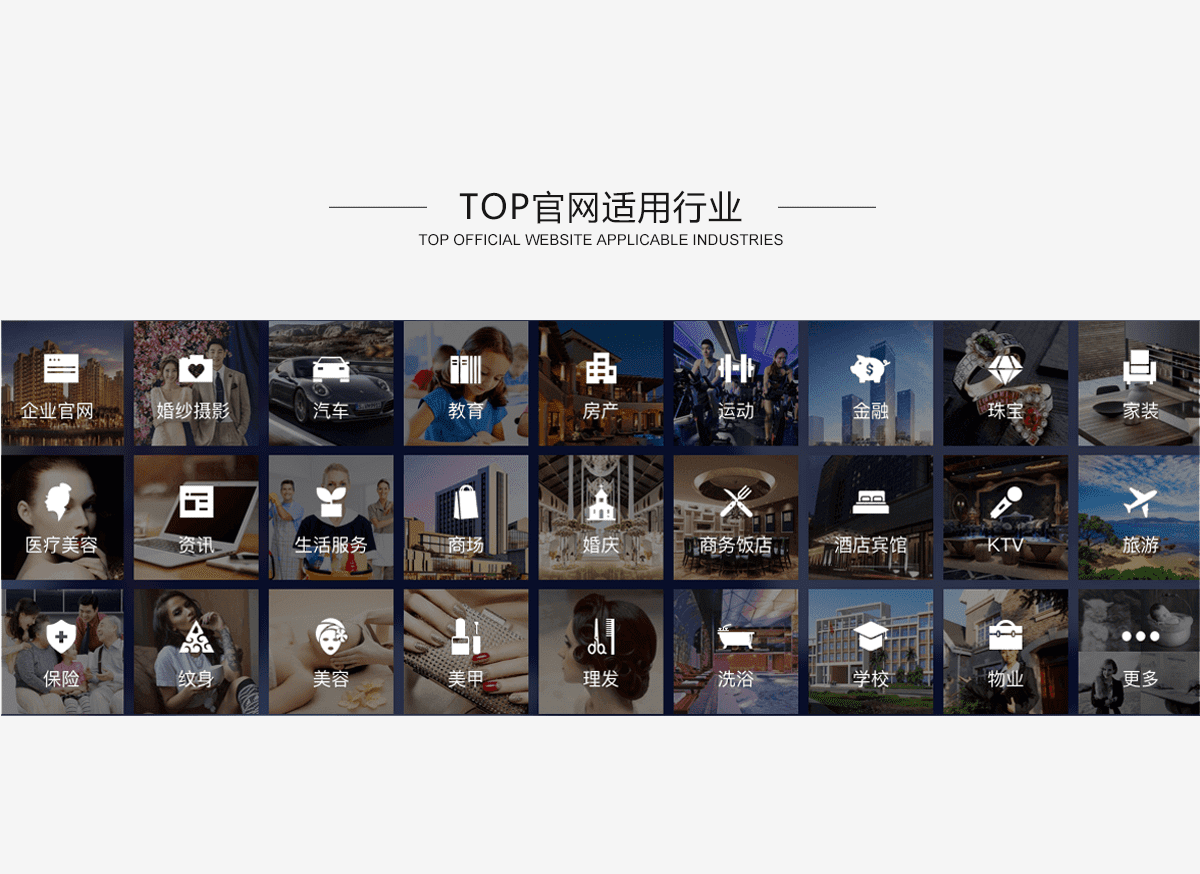 TOP官网适用行业
TOP OFFICIAL WEBSITE APPLICABLE INDUSTRIES
企业官网
婚纱摄影
汽车
教育
房产
运动
金融
珠宝
家装
医疗美容
资讯
生活服务
商场
婚庆
商务饭店
酒店宾馆
KTV
旅游
保险
纹身
美容
美甲
理发
洗浴
学校
物业
更多